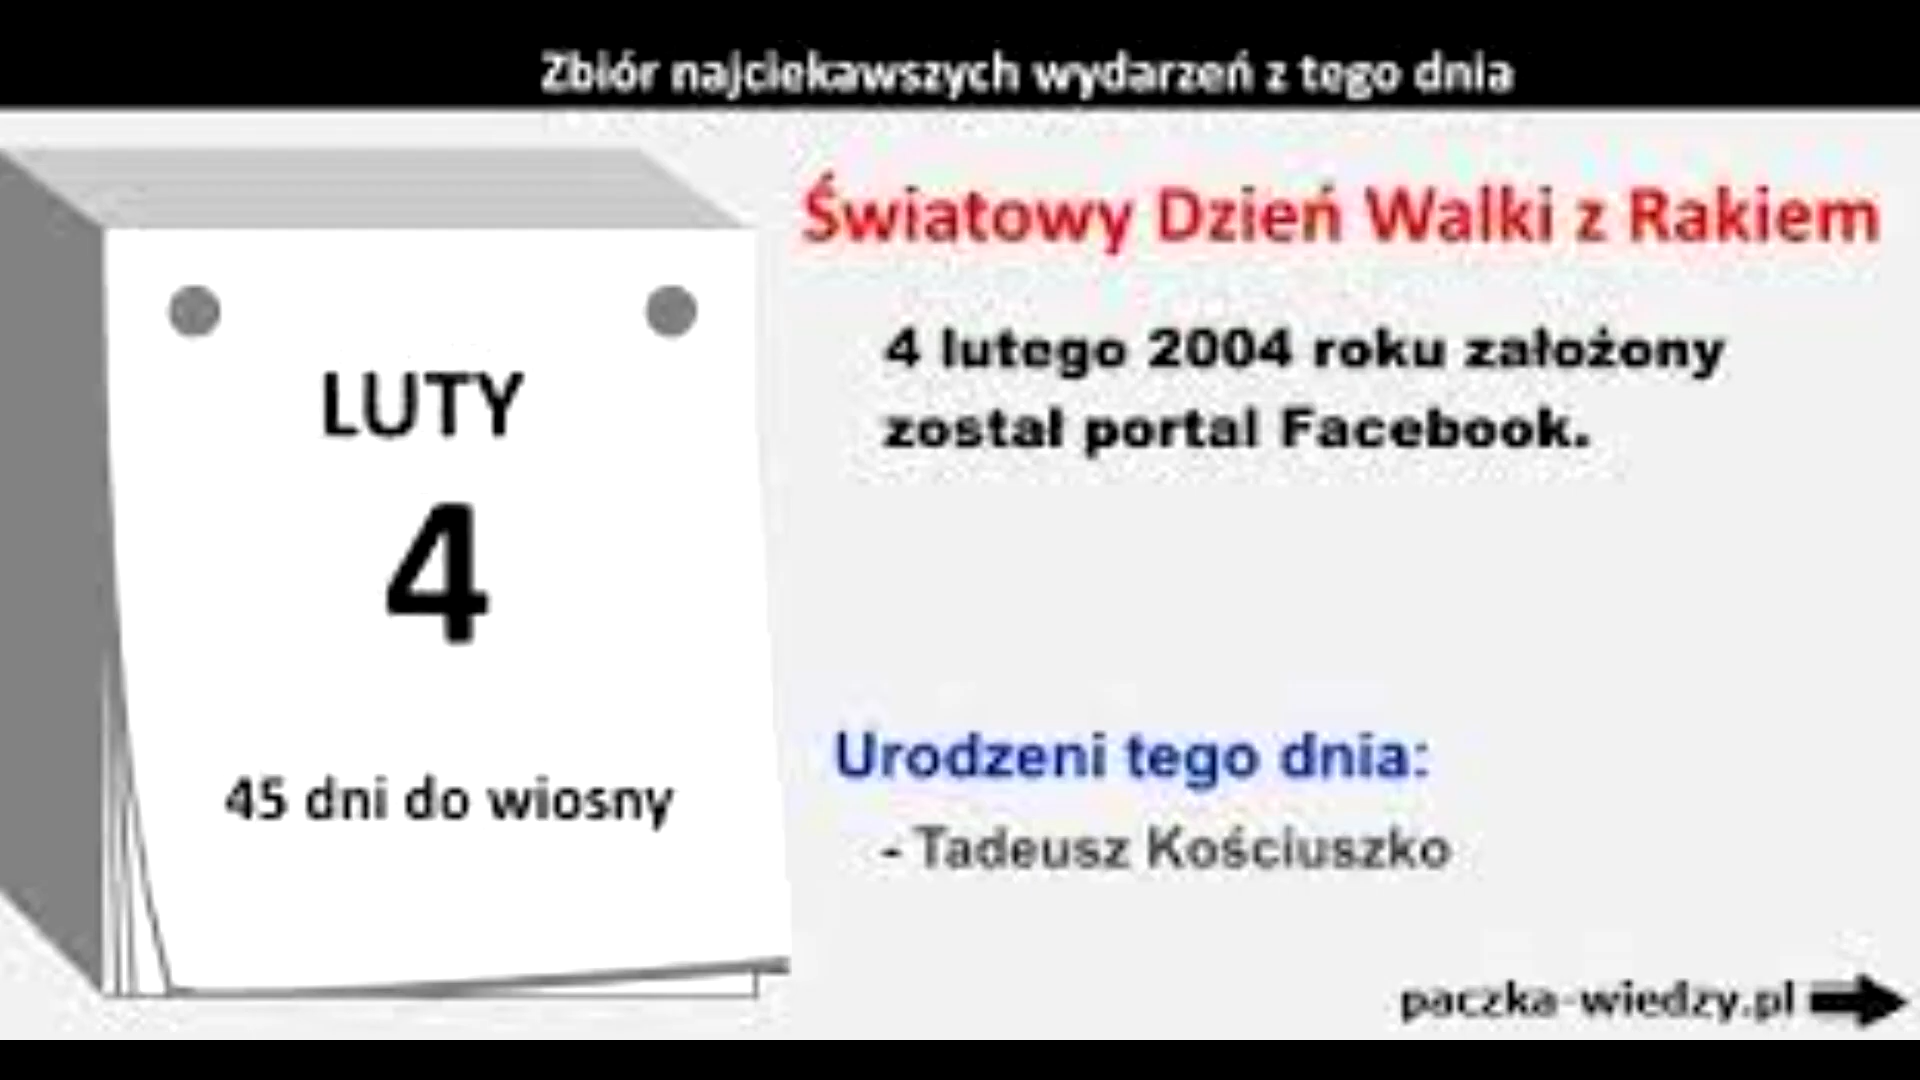 Zbiór najciekawszych wydarzeń z tego dnia
Światowy Dzień Walki z Rakiem
4 lutego 2004 roku założony
został portal Facebook.
LUTY
4
45 dni do wiosny
Urodzeni tego dnia:
- Tadeusz Kościuszko
paczka-wiedzy.pl